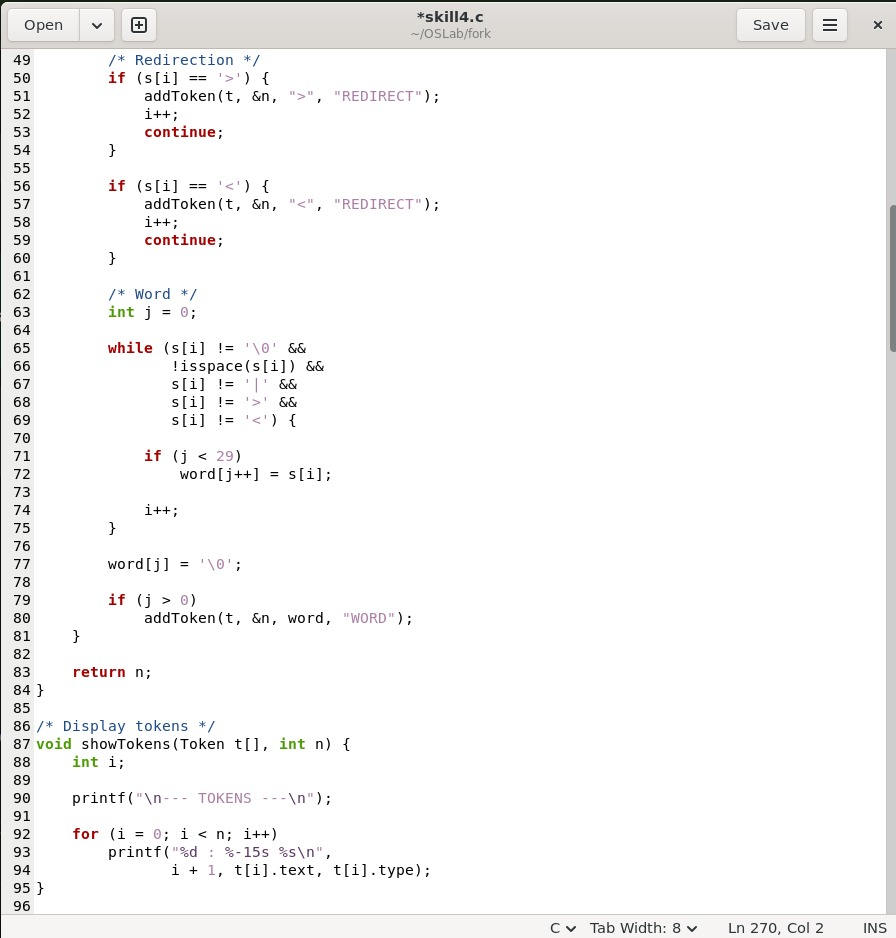 Open
*skill4.c
~/OSLab/fork
Save
49         /* Redirection */
50         if (s[i] == '>') {
51             addToken(t, &n, ">", "REDIRECT");
52             i++;
53             continue;
54         }
55
56         if (s[i] == '<') {
57             addToken(t, &n, "<", "REDIRECT");
58             i++;
59             continue;
60         }
61
62         /* Word */
63         int j = 0;
64
65         while (s[i] != '\0' &&
66                !isspace(s[i]) &&
67                s[i] != '|' &&
68                s[i] != '>' &&
69                s[i] != '<') {
70
71             if (j < 29)
72                 word[j++] = s[i];
73
74             i++;
75         }
76
77         word[j] = '\0';
78
79         if (j > 0)
80             addToken(t, &n, word, "WORD");
81     }
82
83     return n;
84 }
85
86 /* Display tokens */
87 void showTokens(Token t[], int n) {
88     int i;
89
90     printf("\n--- TOKENS ---\n");
91
92     for (i = 0; i < n; i++)
93         printf("%d : %-15s %s\n",
94                i + 1, t[i].text, t[i].type);
95 }
96
C
Tab Width: 8
Ln 270, Col 2
INS